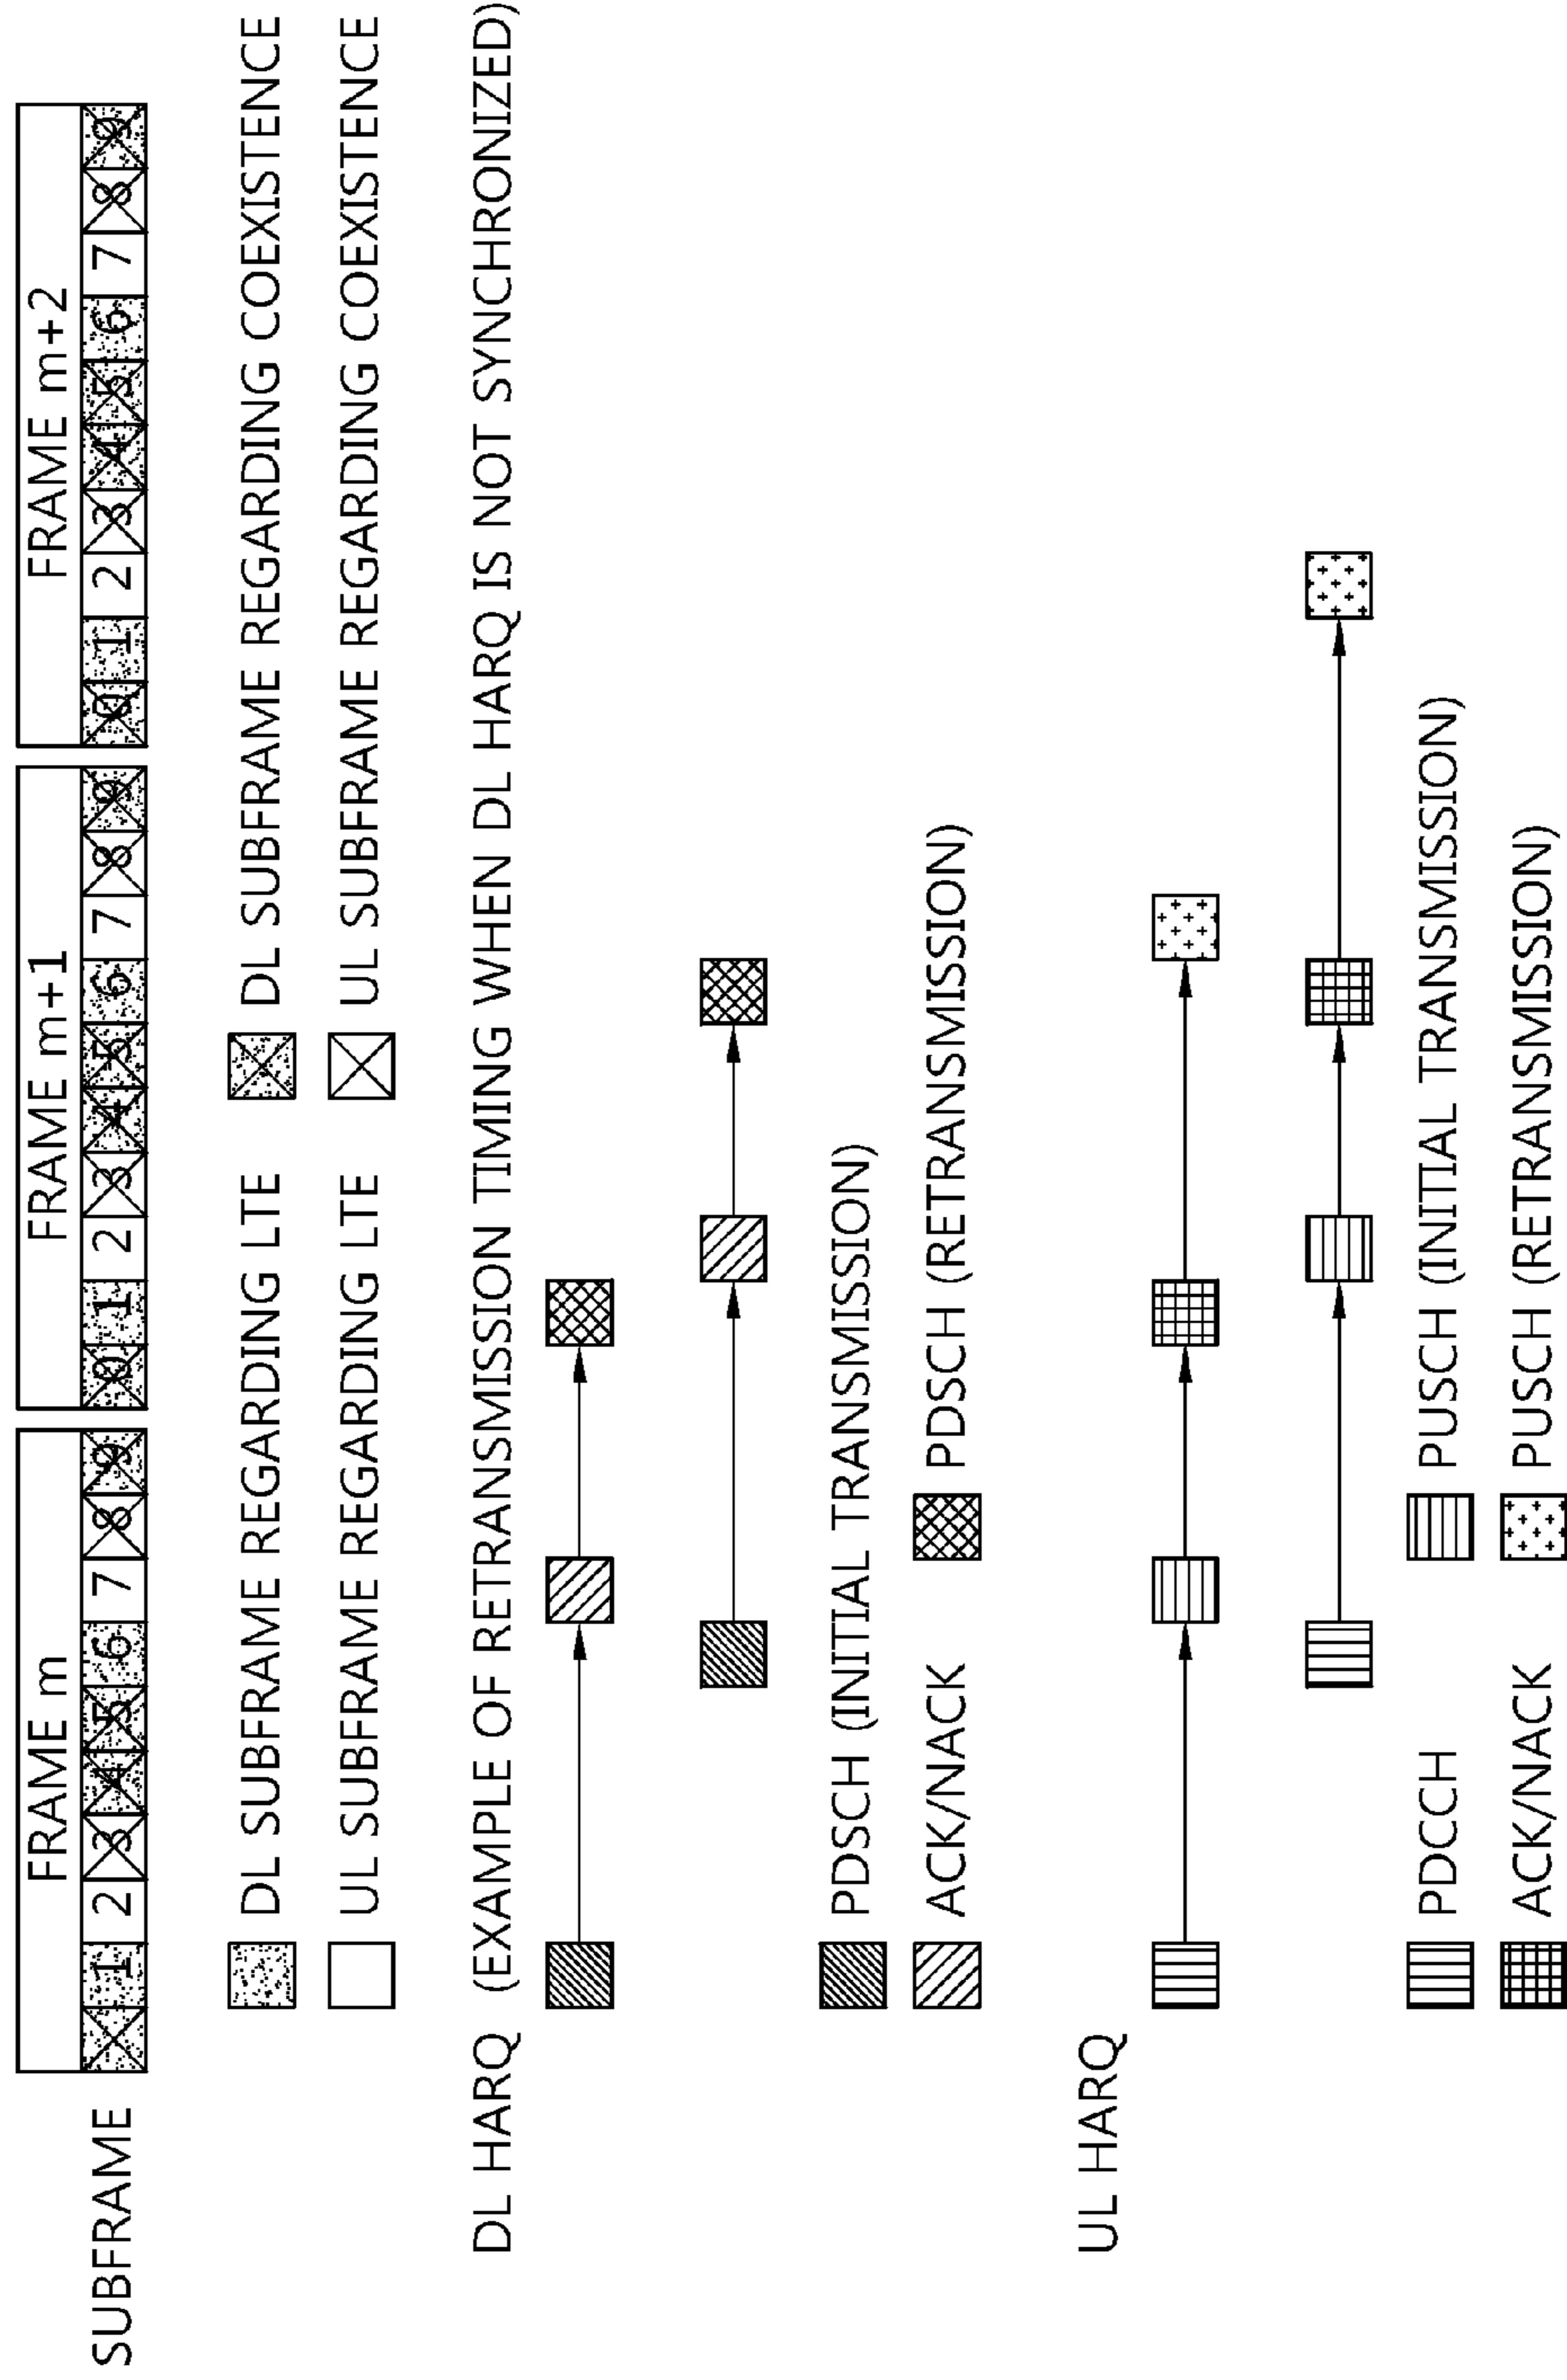 FRAME m
FRAME m+1
FRAME m+2
SUBFRAME
1 2 3 4 5 6 7 8 9
0 1 2 3 4 5 6 7 8 9
0 1 2 3 4 5 6 7 8 9
DL SUBFRAME REGARDING LTE
DL SUBFRAME REGARDING COEXISTENCE
UL SUBFRAME REGARDING LTE
UL SUBFRAME REGARDING COEXISTENCE
DL HARQ (EXAMPLE OF RETRANSMISSION TIMING WHEN DL HARQ IS NOT SYNCHRONIZED)
PDSCH (INITIAL TRANSMISSION)
ACK/NACK
PDSCH (RETRANSMISSION)
UL HARQ
PDCCH
PUSCH (INITIAL TRANSMISSION)
ACK/NACK
PUSCH (RETRANSMISSION)